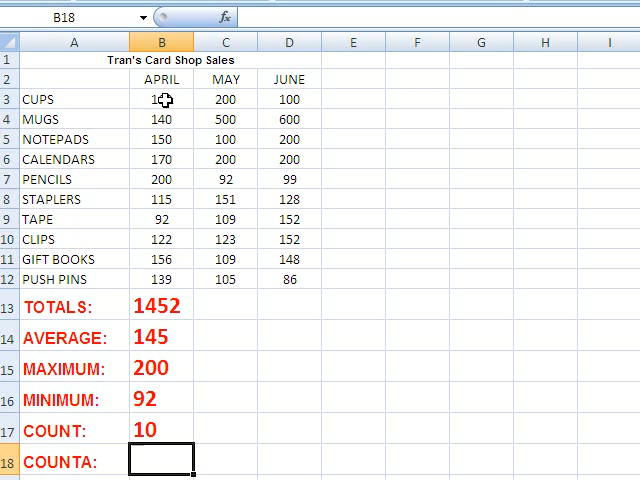 B18 fx
A B C D E F G H I
1 Tran's Card Shop Sales
2 APRIL MAY JUNE
3 CUPS 200 100
4 MUGS 140 500 600
5 NOTEPADS 150 100 200
6 CALENDARS 170 200 200
7 PENCILS 200 92 99
8 STAPLERS 115 151 128
9 TAPE 92 109 152
10 CLIPS 122 123 152
11 GIFT BOOKS 156 109 148
12 PUSH PINS 139 105 86
13 TOTALS: 1452
14 AVERAGE: 145
15 MAXIMUM: 200
16 MINIMUM: 92
17 COUNT: 10
18 COUNTA: